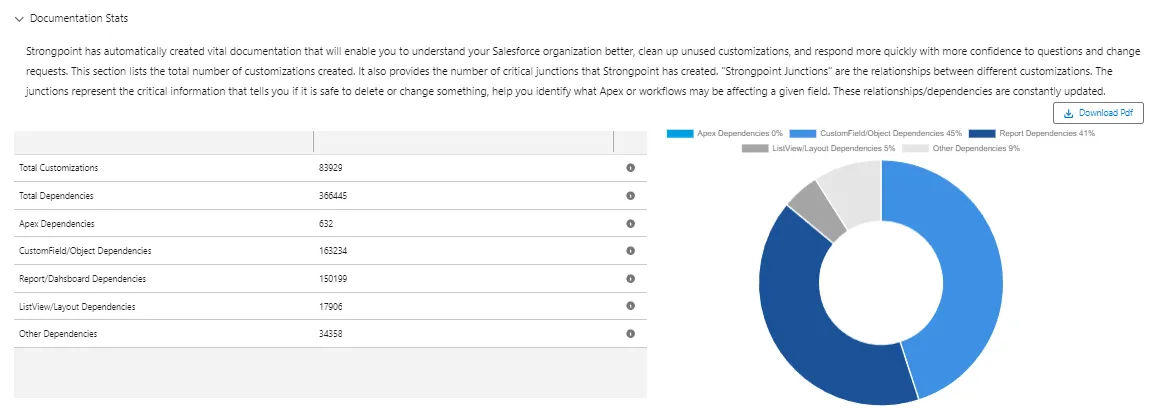 Documentation Stats
Strongpoint has automatically created vital documentation that will enable you to understand your Salesforce organization better, clean up unused customizations, and respond more quickly with more confidence to questions and change
requests. This section lists the total number of customizations created. It also provides the number of critical junctions that Strongpoint has created. "Strongpoint Junctions" are the relationships between different customizations. The
junctions represent the critical information that tells you if it is safe to delete or change something, help you identify what Apex or workflows may be affecting a given field. These relationships/dependencies are constantly updated.
Download Pdf
Total Customizations 83929
Total Dependencies 366445
Apex Dependencies 632
CustomField/Object Dependencies 163234
Report/Dahsboard Dependencies 150199
ListView/Layout Dependencies 17906
Other Dependencies 34358
Apex Dependencies 0% CustomField/Object Dependencies 45% Report Dependencies 41%
ListView/Layout Dependencies 5% Other Dependencies 9%